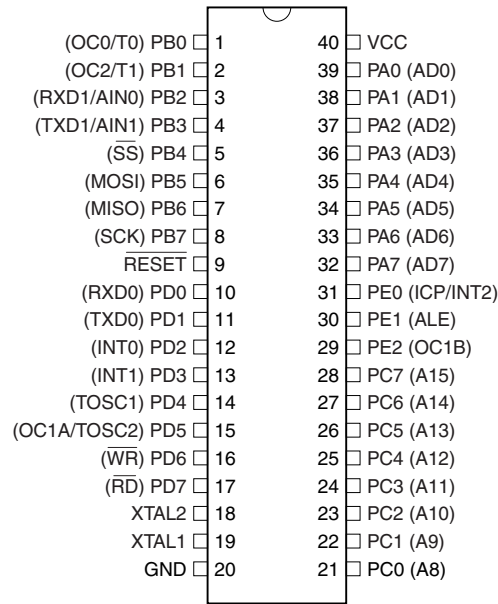 (OC0/T0) PB0 1 40 VCC
(OC2/T1) PB1 2 39 PA0 (AD0)
(RXD1/AIN0) PB2 3 38 PA1 (AD1)
(TXD1/AIN1) PB3 4 37 PA2 (AD2)
(S̅S̅) PB4 5 36 PA3 (AD3)
(MOSI) PB5 6 35 PA4 (AD4)
(MISO) PB6 7 34 PA5 (AD5)
(SCK) PB7 8 33 PA6 (AD6)
R̅E̅S̅E̅T̅ 9 32 PA7 (AD7)
(RXD0) PD0 10 31 PE0 (ICP/INT2)
(TXD0) PD1 11 30 PE1 (ALE)
(INT0) PD2 12 29 PE2 (OC1B)
(INT1) PD3 13 28 PC7 (A15)
(TOSC1) PD4 14 27 PC6 (A14)
(OC1A/TOSC2) PD5 15 26 PC5 (A13)
(W̅R̅) PD6 16 25 PC4 (A12)
(R̅D̅) PD7 17 24 PC3 (A11)
XTAL2 18 23 PC2 (A10)
XTAL1 19 22 PC1 (A9)
GND 20 21 PC0 (A8)